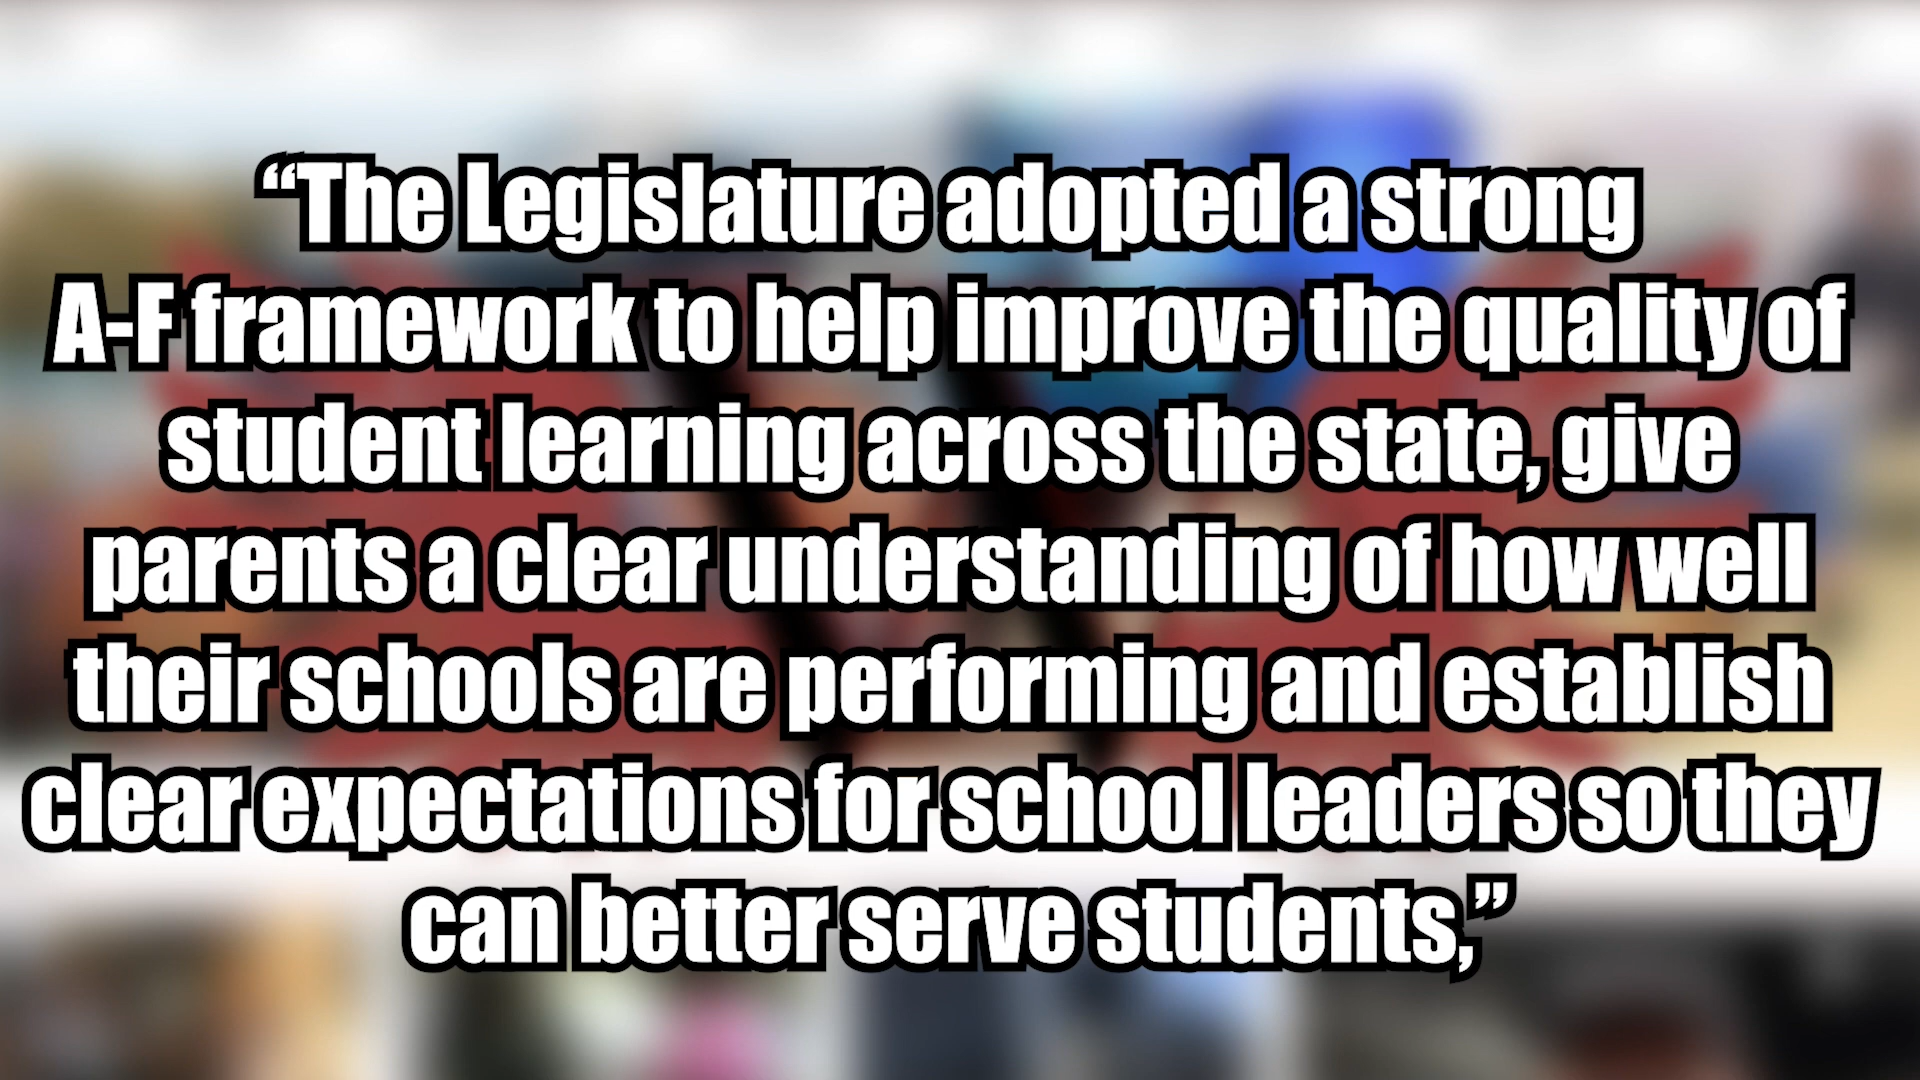 “The Legislature adopted a strong
A-F framework to help improve the quality of
student learning across the state, give
parents a clear understanding of how well
their schools are performing and establish
clear expectations for school leaders so they
can better serve students,”